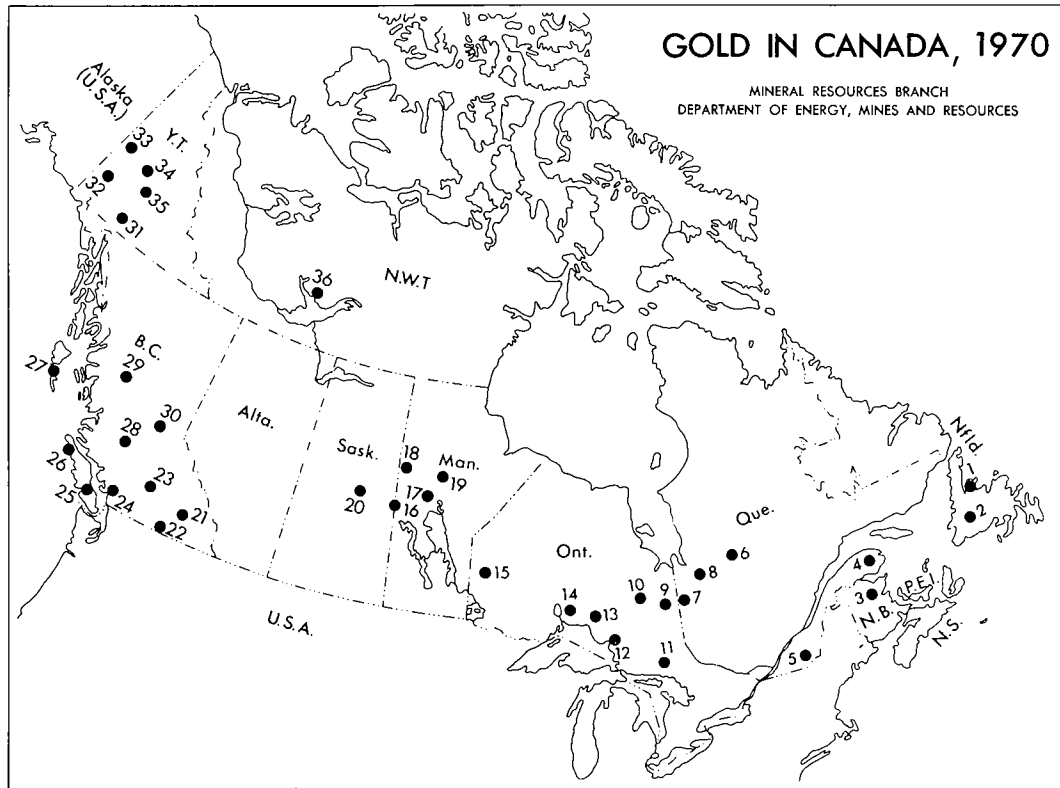 GOLD IN CANADA, 1970
MINERAL RESOURCES BRANCH
DEPARTMENT OF ENERGY, MINES AND RESOURCES
Alaska
(U.S.A.)
Y.T.
33
34
32
35
31
N.W.T
36
B.C.
27
29
30
28
26
25
24
23
21
22
Alta.
Sask.
20
18
Man.
19
17
16
U.S.A.
Ont.
15
14
13
12
11
10
9
Que.
8
7
6
Nfld.
1
2
4
3
P.E.I
N.B.
N.S.
5